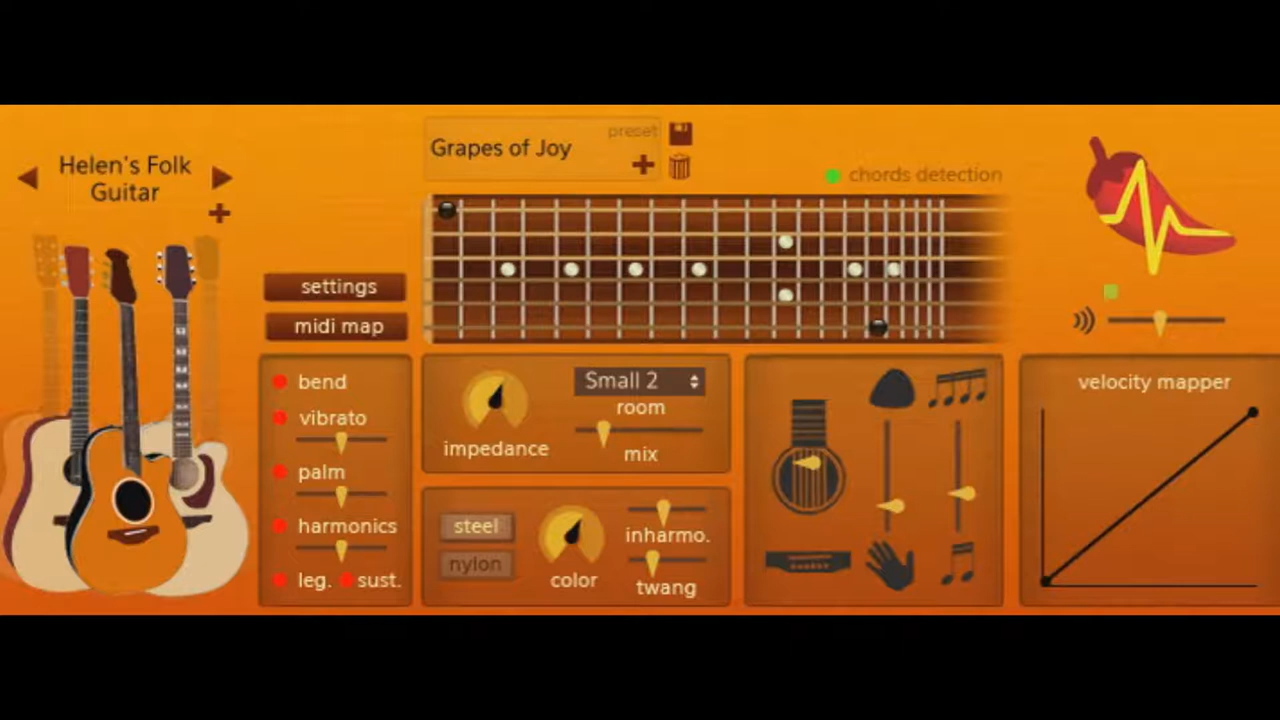 preset
Grapes of Joy
Helen's Folk
Guitar
chords detection
settings
midi map
bend
vibrato
palm
harmonics
leg. sust.
Small 2
room
impedance
mix
steel
nylon
color
inharmo.
twang
velocity mapper